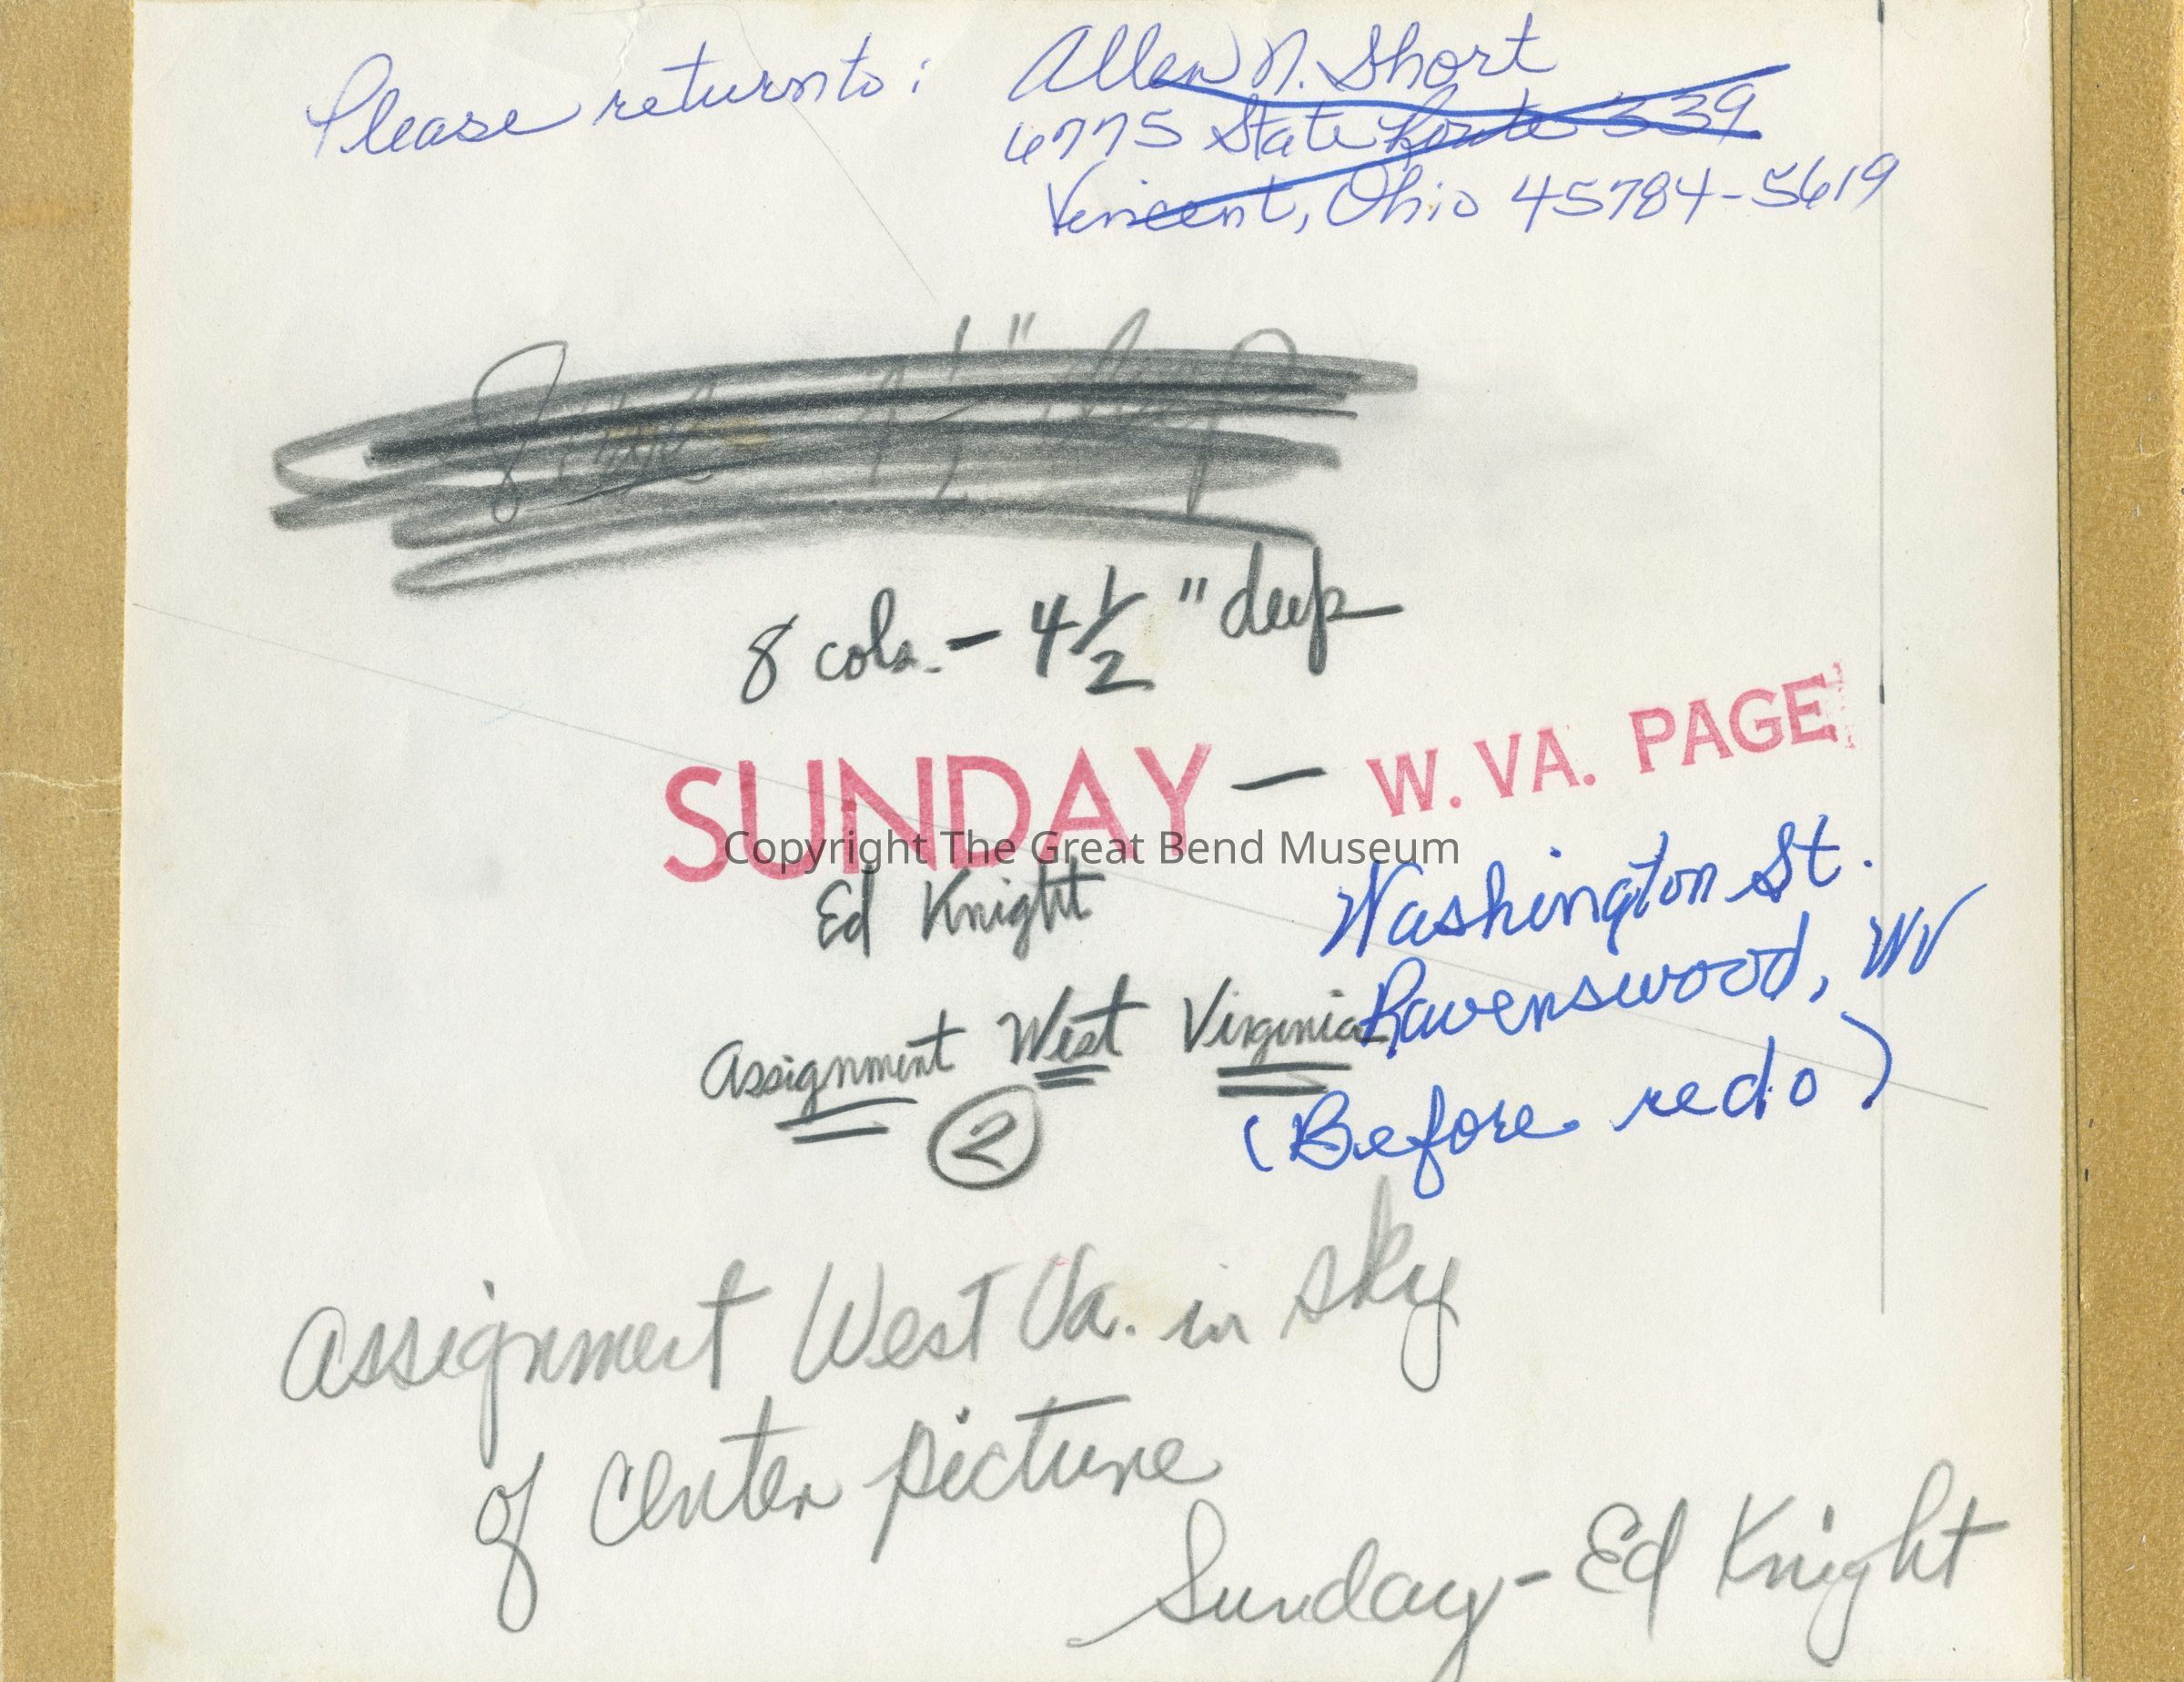 Please return to: Allen N. Short
6775 State Route 339
Vincent, Ohio 45784-5619
8 cols. - 4 1/2" deep
SUNDAY - W. VA. PAGE
Copyright The Great Bend Museum
Ed Knight
Washington St.
Ravenswood, WV
(Before redo)
Assignment West Virginia
2
Assignment West Va. in sky
of Center picture
Sunday - Ed Knight